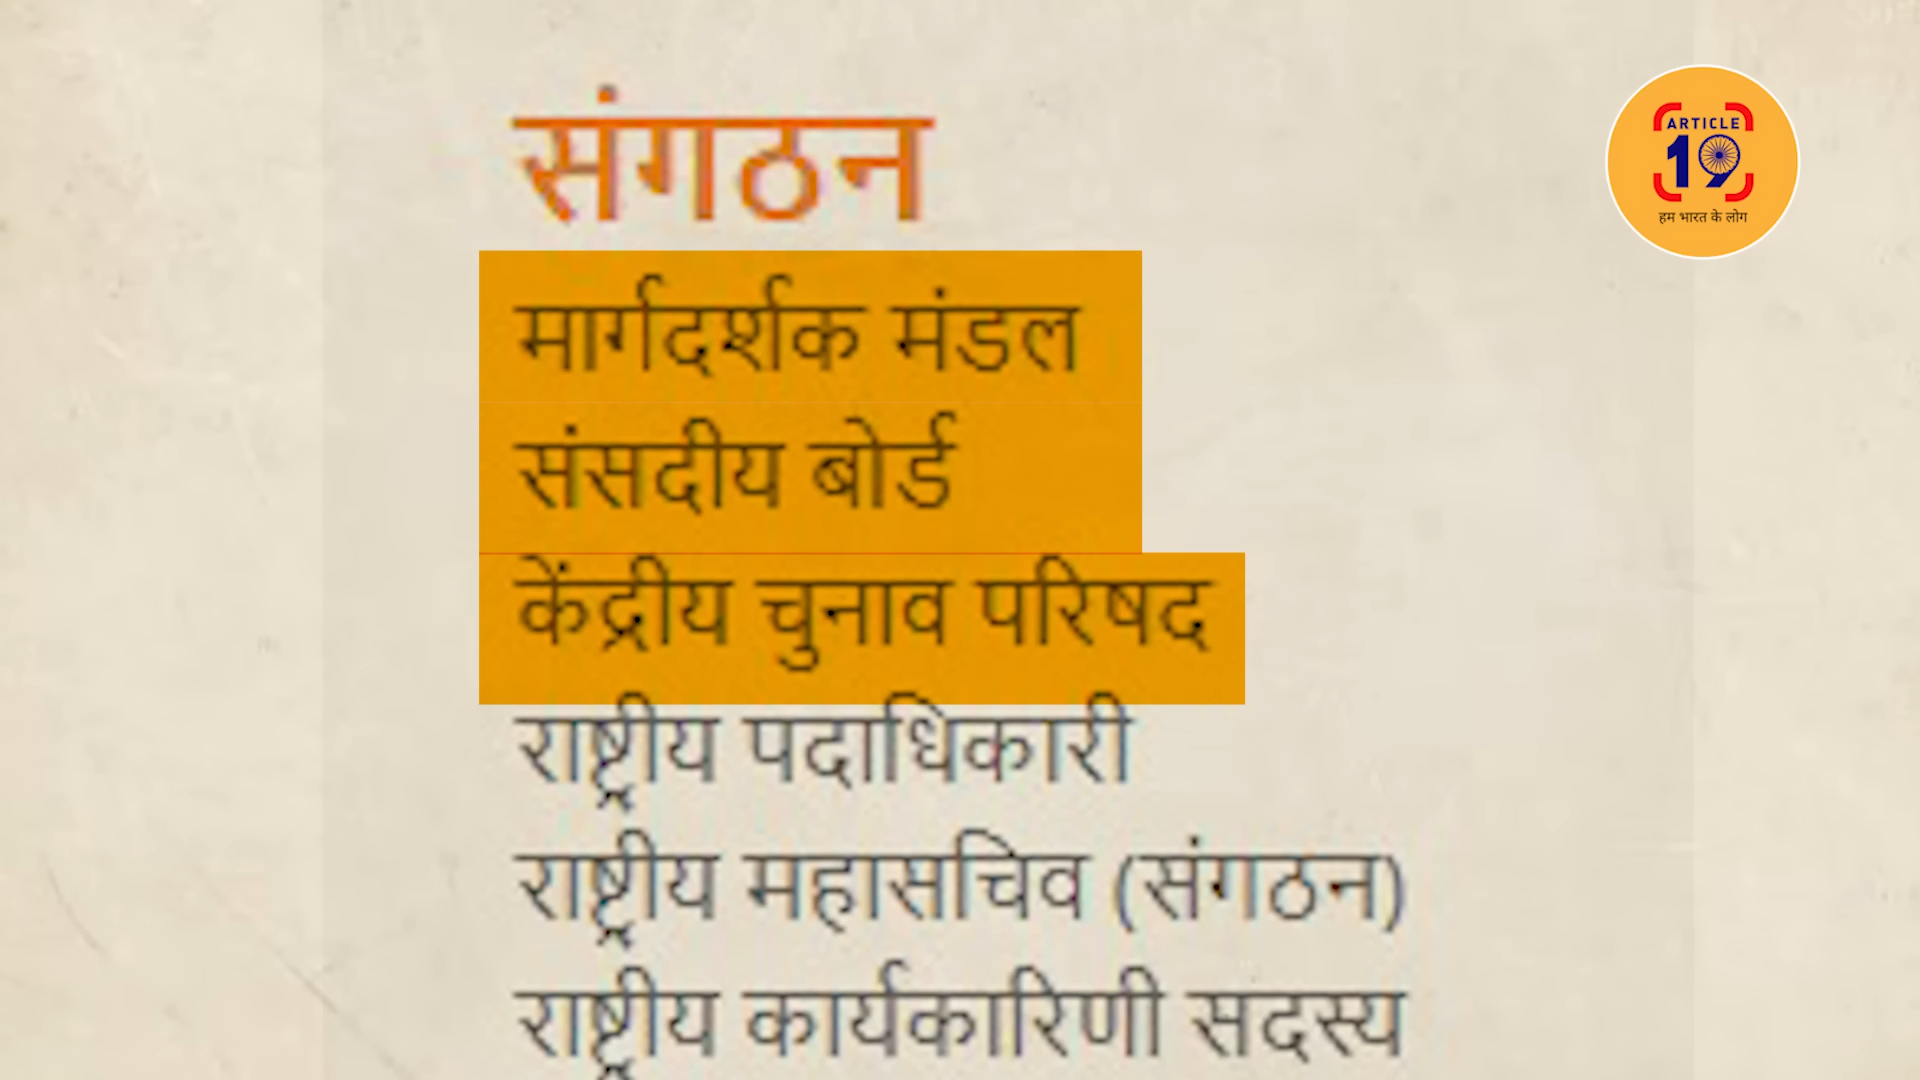 संगठन
मार्गदर्शक मंडल
संसदीय बोर्ड
केंद्रीय चुनाव परिषद
राष्ट्रीय पदाधिकारी
राष्ट्रीय महासचिव (संगठन)
राष्ट्रीय कार्यकारिणी सदस्य
ARTICLE
19
हम भारत के लोग